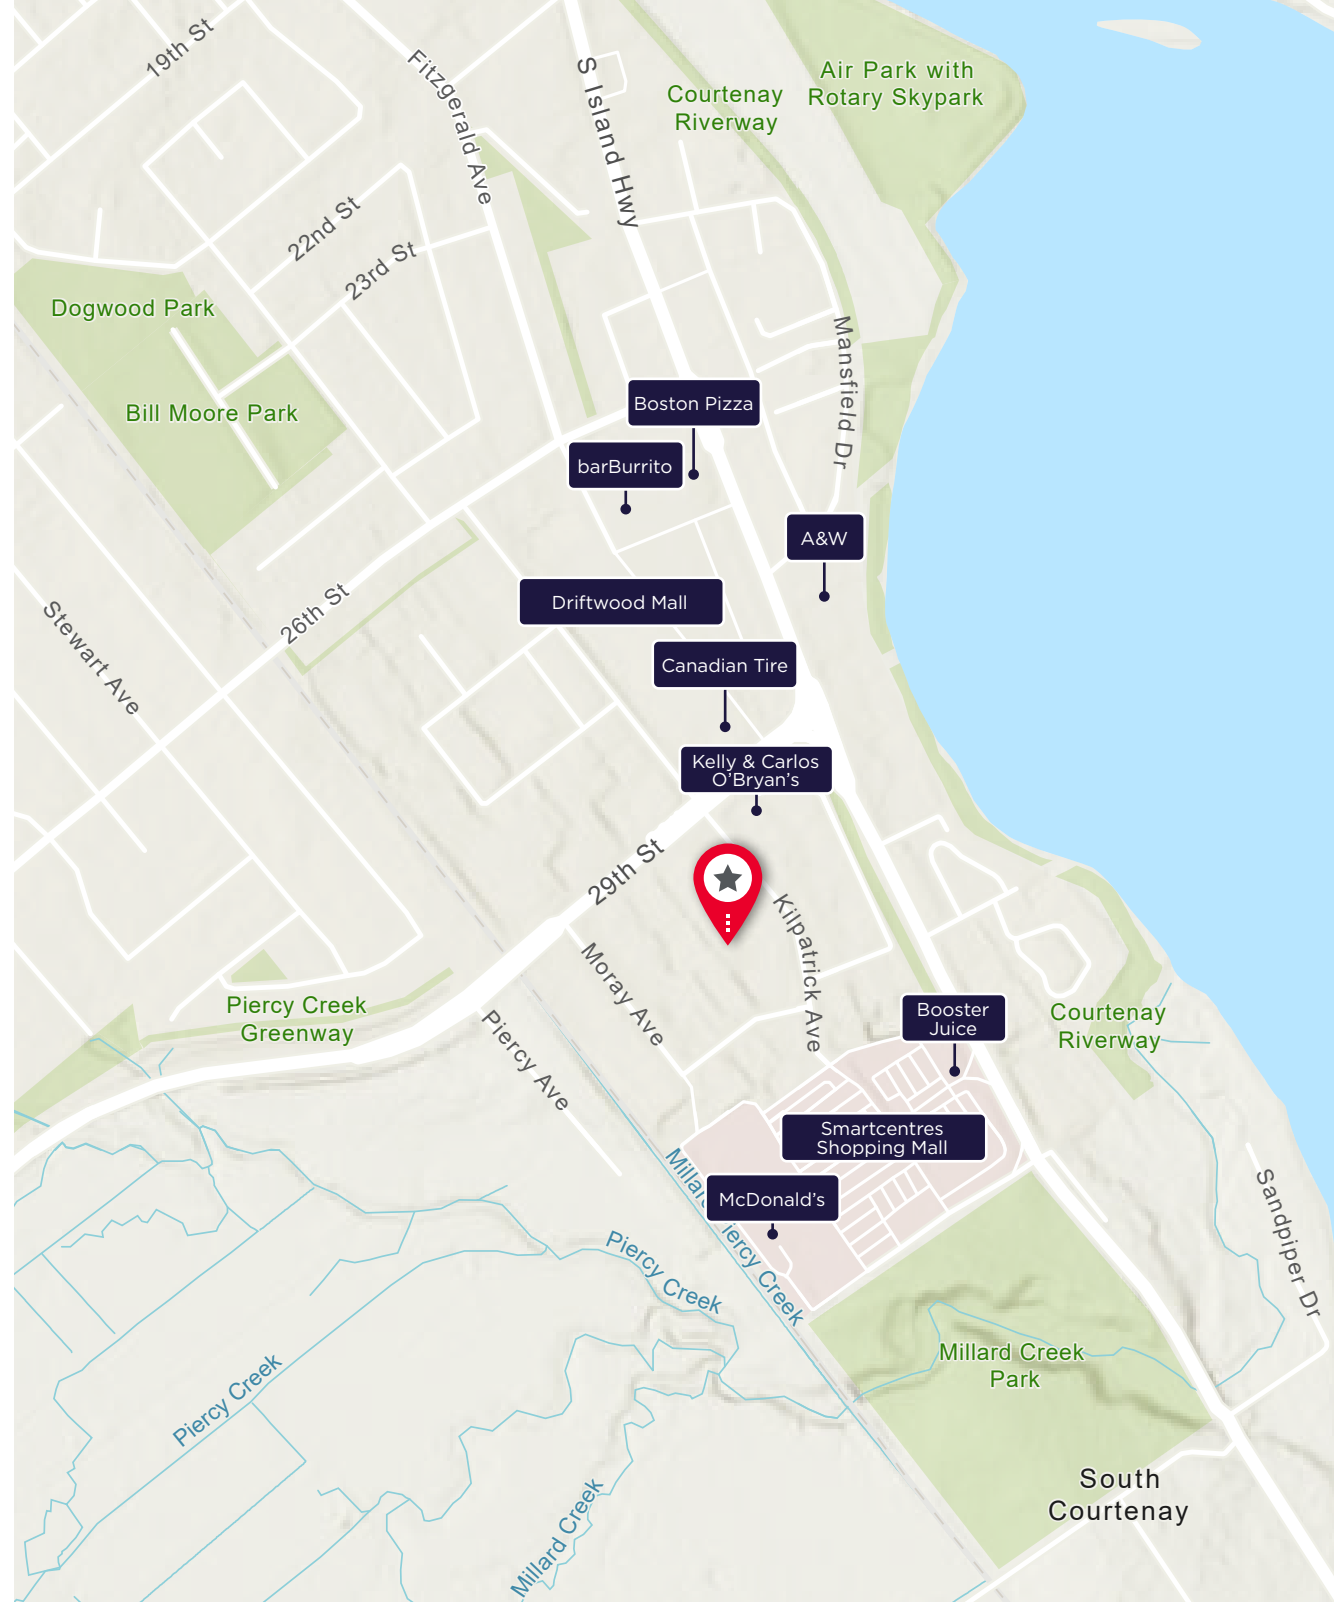 19th St
Fitzgerald Ave
S Island Hwy
Courtenay
Riverway
Air Park with
Rotary Skypark
22nd St
23rd St
Dogwood Park
Bill Moore Park
Mansfield Dr
Boston Pizza
barBurrito
A&W
Driftwood Mall
26th St
Stewart Ave
Canadian Tire
Kelly & Carlos
O'Bryan's
29th St
Kilpatrick Ave
Moray Ave
Piercy Creek
Greenway
Piercy Ave
Booster
Juice
Courtenay
Riverway
Smartcentres
Shopping Mall
McDonald's
Piercy Creek
Piercy Creek
Sandpiper Dr
Millard Creek
Park
Piercy Creek
South
Courtenay
Millard Creek